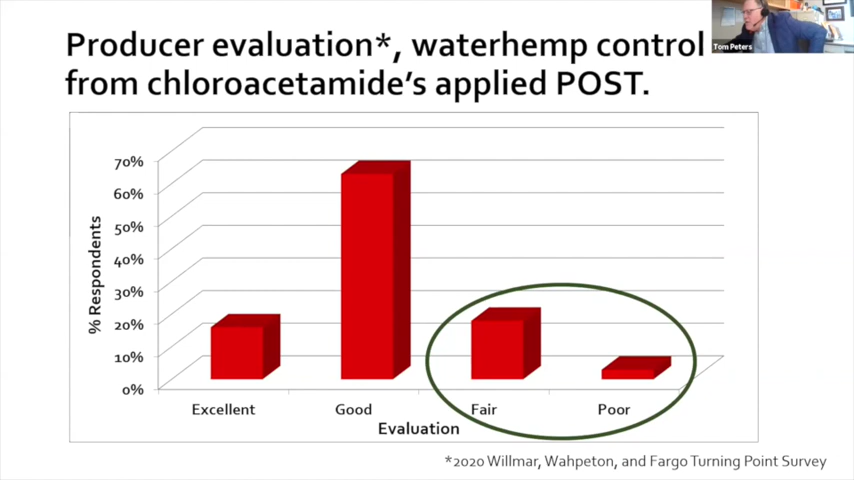 Producer evaluation*, waterhemp control
from chloroacetamide's applied POST.
Tom Peters
70%
60%
50%
40%
30%
20%
10%
0%
% Respondents
Excellent
Good
Fair
Poor
Evaluation
*2020 Willmar, Wahpeton, and Fargo Turning Point Survey